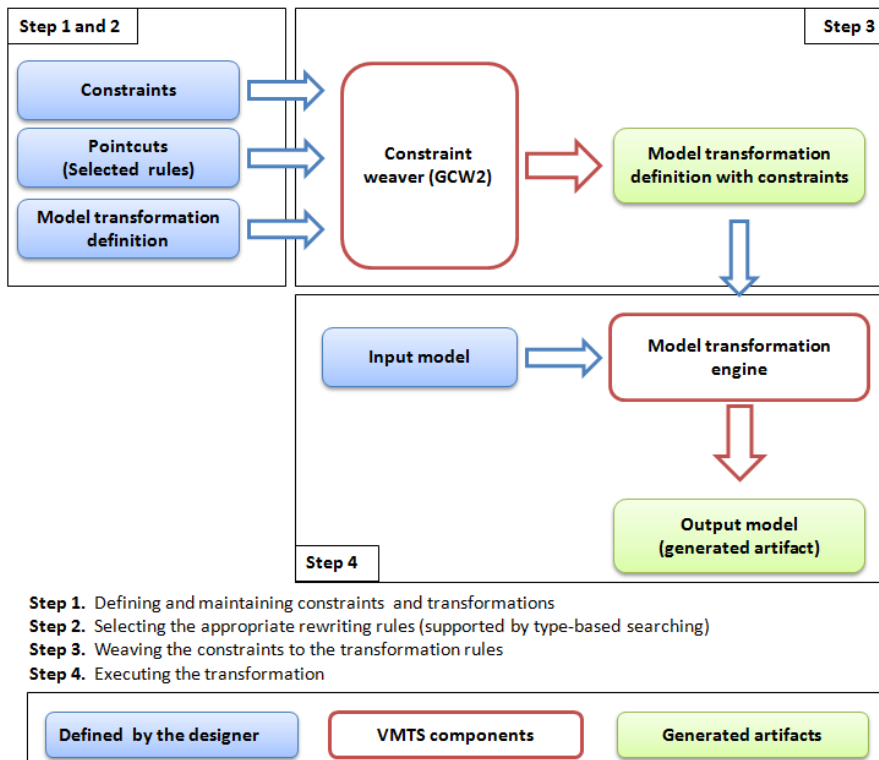 Step 1 and 2
Step 3
Constraints
Pointcuts
(Selected rules)
Model transformation
definition
Constraint
weaver (GCW2)
Model transformation
definition with constraints
Input model
Model transformation
engine
Output model
(generated artifact)
Step 4
Step 1. Defining and maintaining constraints and transformations
Step 2. Selecting the appropriate rewriting rules (supported by type-based searching)
Step 3. Weaving the constraints to the transformation rules
Step 4. Executing the transformation
Defined by the designer
VMTS components
Generated artifacts